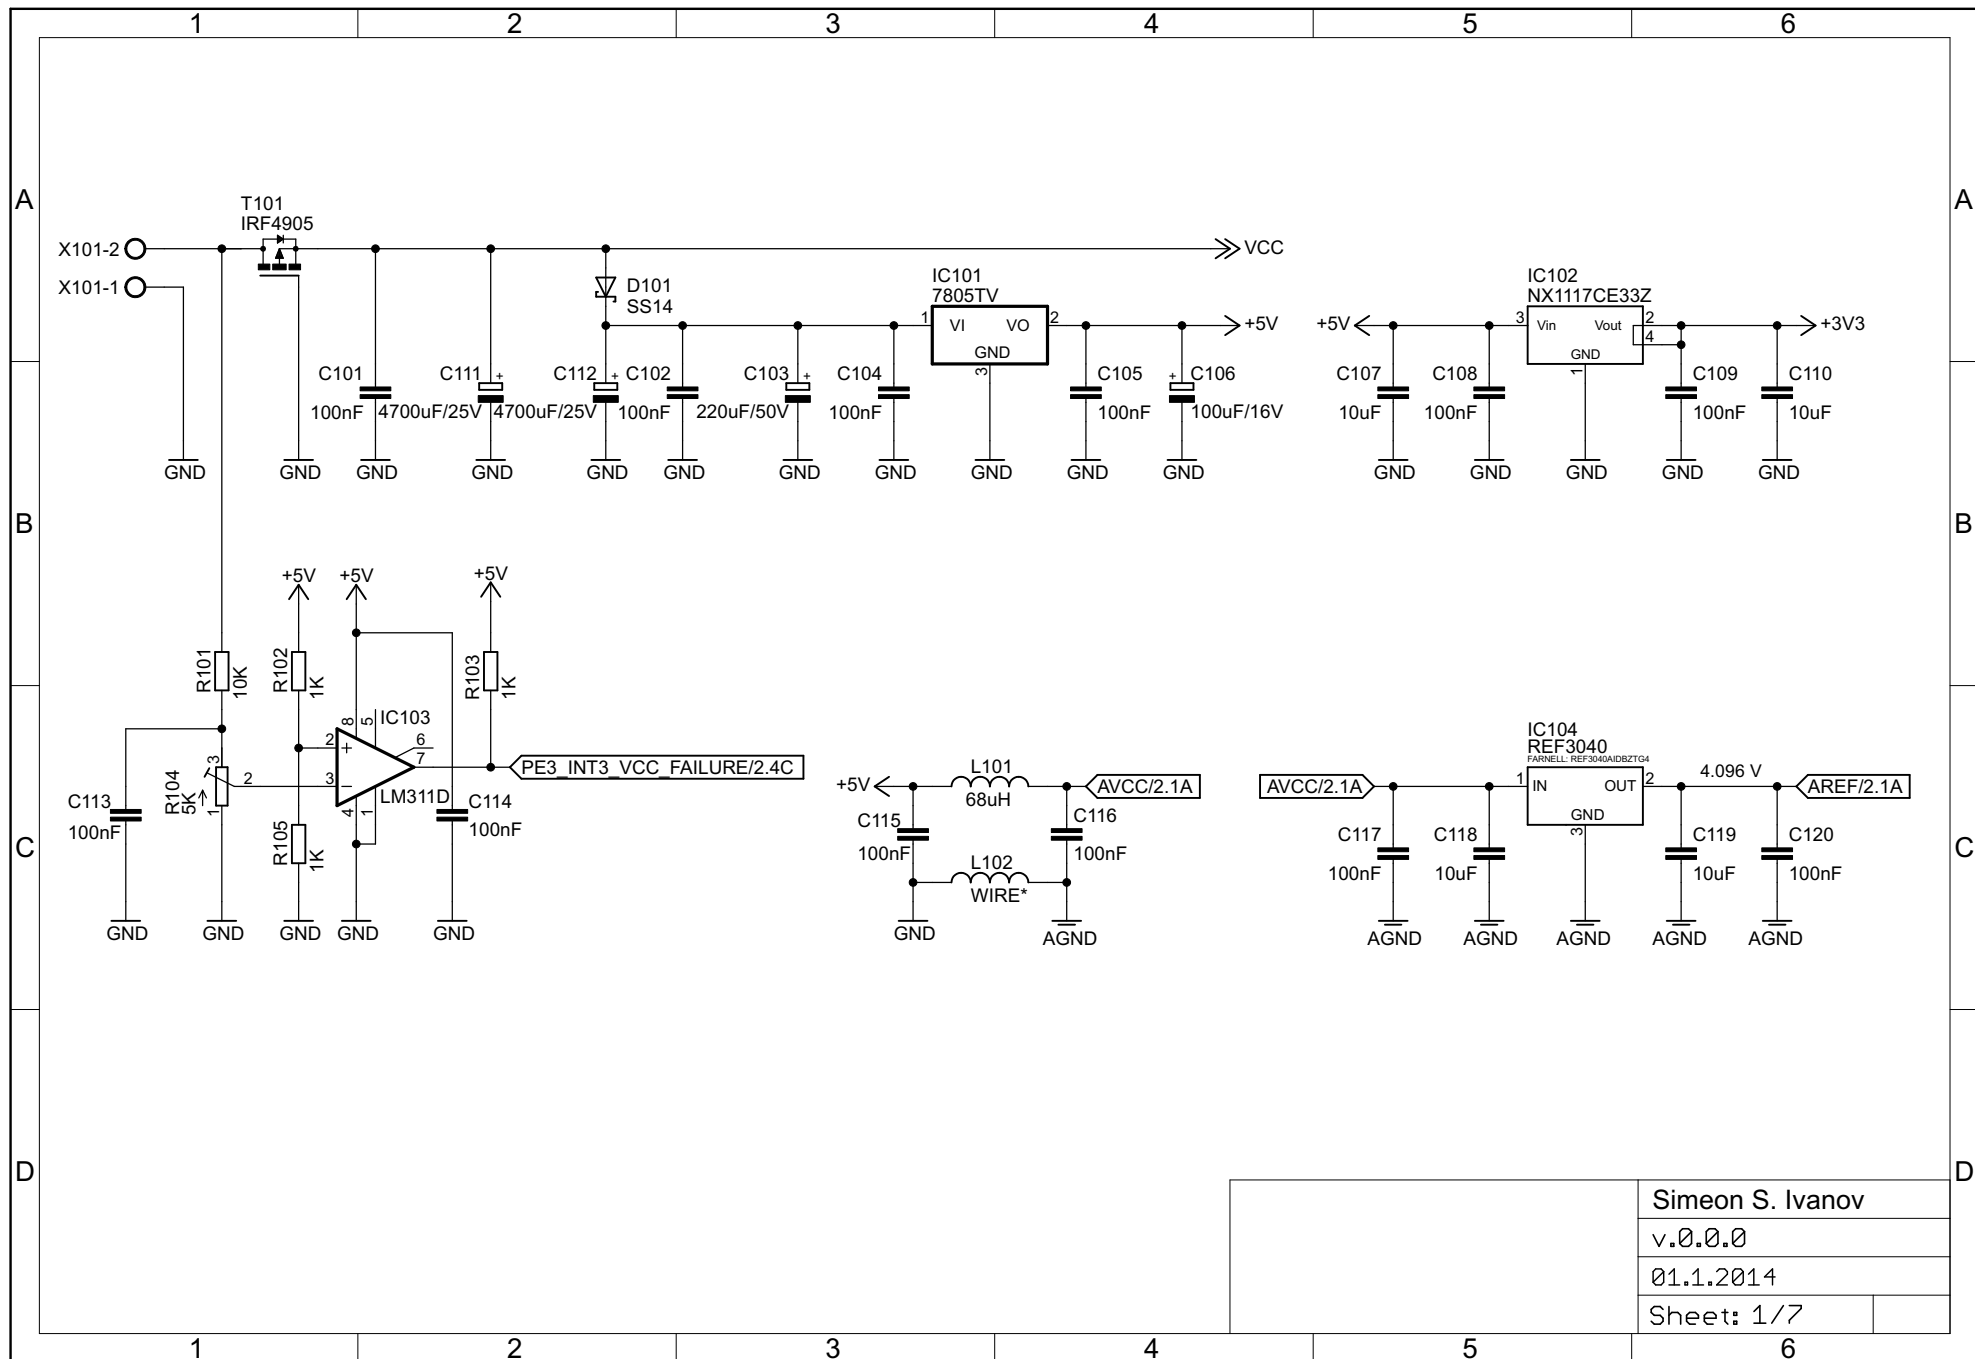 1 2 3 4 5 6
A A
T101
IRF4905
X101-2
VCC
X101-1
D101
SS14
IC101
7805TV
1 VI VO 2
GND
3
+5V
IC102
NX1117CE33Z
+5V
3 Vin Vout 2
4
GND
1
+3V3
C101
100nF
C111 +
4700uF/25V
C112 +
4700uF/25V
C102
100nF
C103 +
220uF/50V
C104
100nF
C105
100nF
+ C106
100uF/16V
C107
10uF
C108
100nF
C109
100nF
C110
10uF
GND GND GND GND GND GND GND GND GND GND GND GND GND GND GND GND
B B
+5V +5V +5V
R101
10K
R102
1K
R103
1K
8 5 IC103
2 +
3 -
6
7
4 1
LM311D
PE3_INT3_VCC_FAILURE/2.4C
R104
5K
3
2
1
C113
100nF
R105
1K
C114
100nF
GND GND GND GND GND
+5V
L101
68uH
AVCC/2.1A
C115
100nF
C116
100nF
L102
WIRE*
GND AGND
AVCC/2.1A
IC104
REF3040
FARNELL: REF3040AIDBZTG4
1 IN OUT 2
GND
3
4.096 V
AREF/2.1A
C117
100nF
C118
10uF
C119
10uF
C120
100nF
AGND AGND AGND AGND AGND
C C
D D
Simeon S. Ivanov
v.0.0.0
01.1.2014
Sheet: 1/7
1 2 3 4 5 6